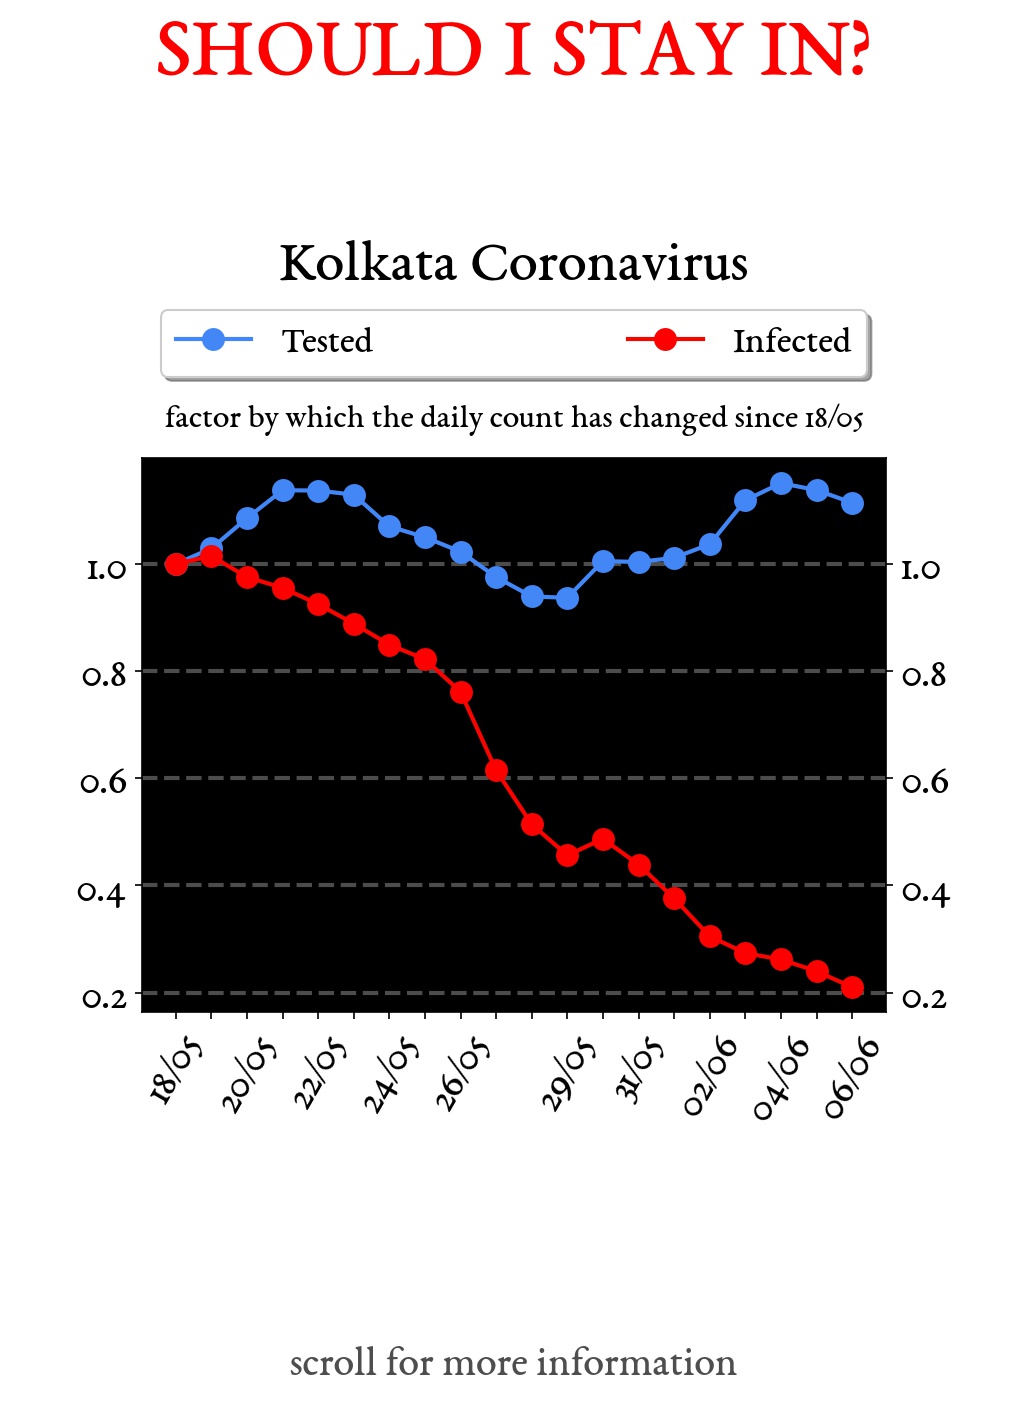 SHOULD I STAY IN?
Kolkata Coronavirus
Tested Infected
factor by which the daily count has changed since 18/05
1.0 1.0
0.8 0.8
0.6 0.6
0.4 0.4
0.2 0.2
18/05 20/05 22/05 24/05 26/05 29/05 31/05 02/06 04/06 06/06
scroll for more information